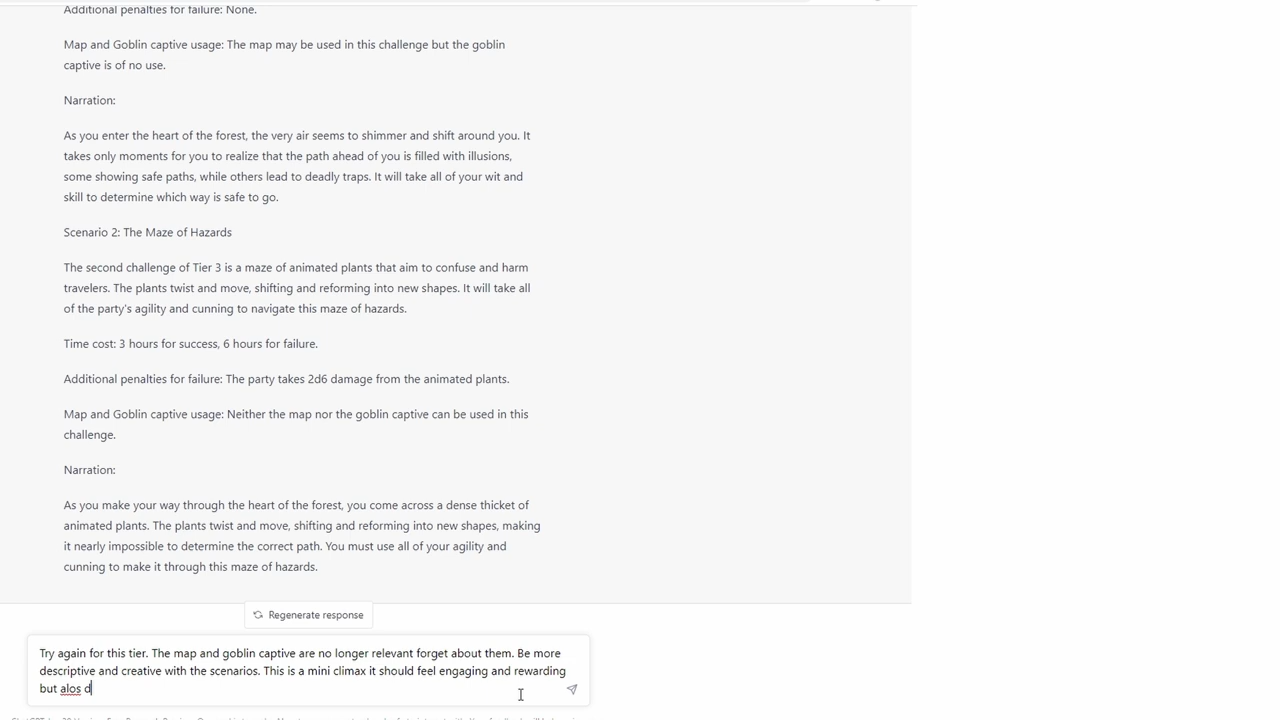 Additional penalties for failure: None.
Map and Goblin captive usage: The map may be used in this challenge but the goblin
captive is of no use.
Narration:
As you enter the heart of the forest, the very air seems to shimmer and shift around you. It
takes only moments for you to realize that the path ahead of you is filled with illusions,
some showing safe paths, while others lead to deadly traps. It will take all of your wit and
skill to determine which way is safe to go.
Scenario 2: The Maze of Hazards
The second challenge of Tier 3 is a maze of animated plants that aim to confuse and harm
travelers. The plants twist and move, shifting and reforming into new shapes. It will take all
of the party's agility and cunning to navigate this maze of hazards.
Time cost: 3 hours for success, 6 hours for failure.
Additional penalties for failure: The party takes 2d6 damage from the animated plants.
Map and Goblin captive usage: Neither the map nor the goblin captive can be used in this
challenge.
Narration:
As you make your way through the heart of the forest, you come across a dense thicket of
animated plants. The plants twist and move, shifting and reforming into new shapes, making
it nearly impossible to determine the correct path. You must use all of your agility and
cunning to make it through this maze of hazards.
Regenerate response
Try again for this tier. The map and goblin captive are no longer relevant forget about them. Be more
descriptive and creative with the scenarios. This is a mini climax it should feel engaging and rewarding
but alos d